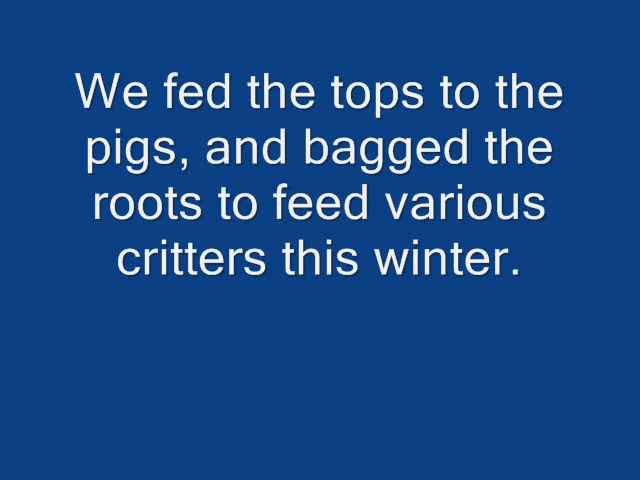 We fed the tops to the
pigs, and bagged the
roots to feed various
critters this winter.